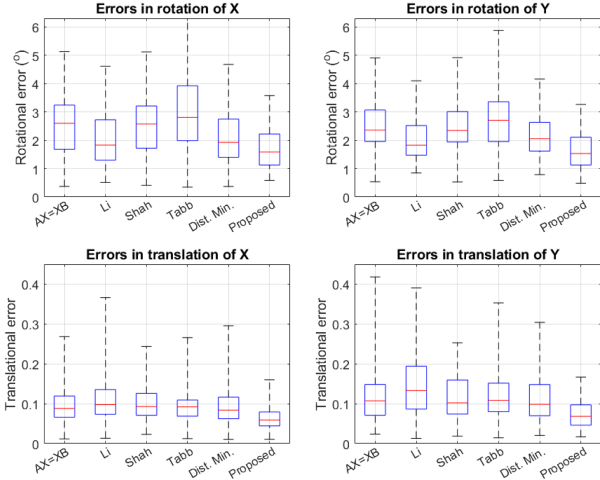 Errors in rotation of X
Rotational error (°)
6
5
4
3
2
1
0
AX=XB
Li
Shah
Tabb
Dist. Min.
Proposed
Errors in rotation of Y
Rotational error (°)
6
5
4
3
2
1
0
AX=XB
Li
Shah
Tabb
Dist. Min.
Proposed
Errors in translation of X
Translational error
0.4
0.3
0.2
0.1
0
AX=XB
Li
Shah
Tabb
Dist. Min.
Proposed
Errors in translation of Y
Translational error
0.4
0.3
0.2
0.1
0
AX=XB
Li
Shah
Tabb
Dist. Min.
Proposed